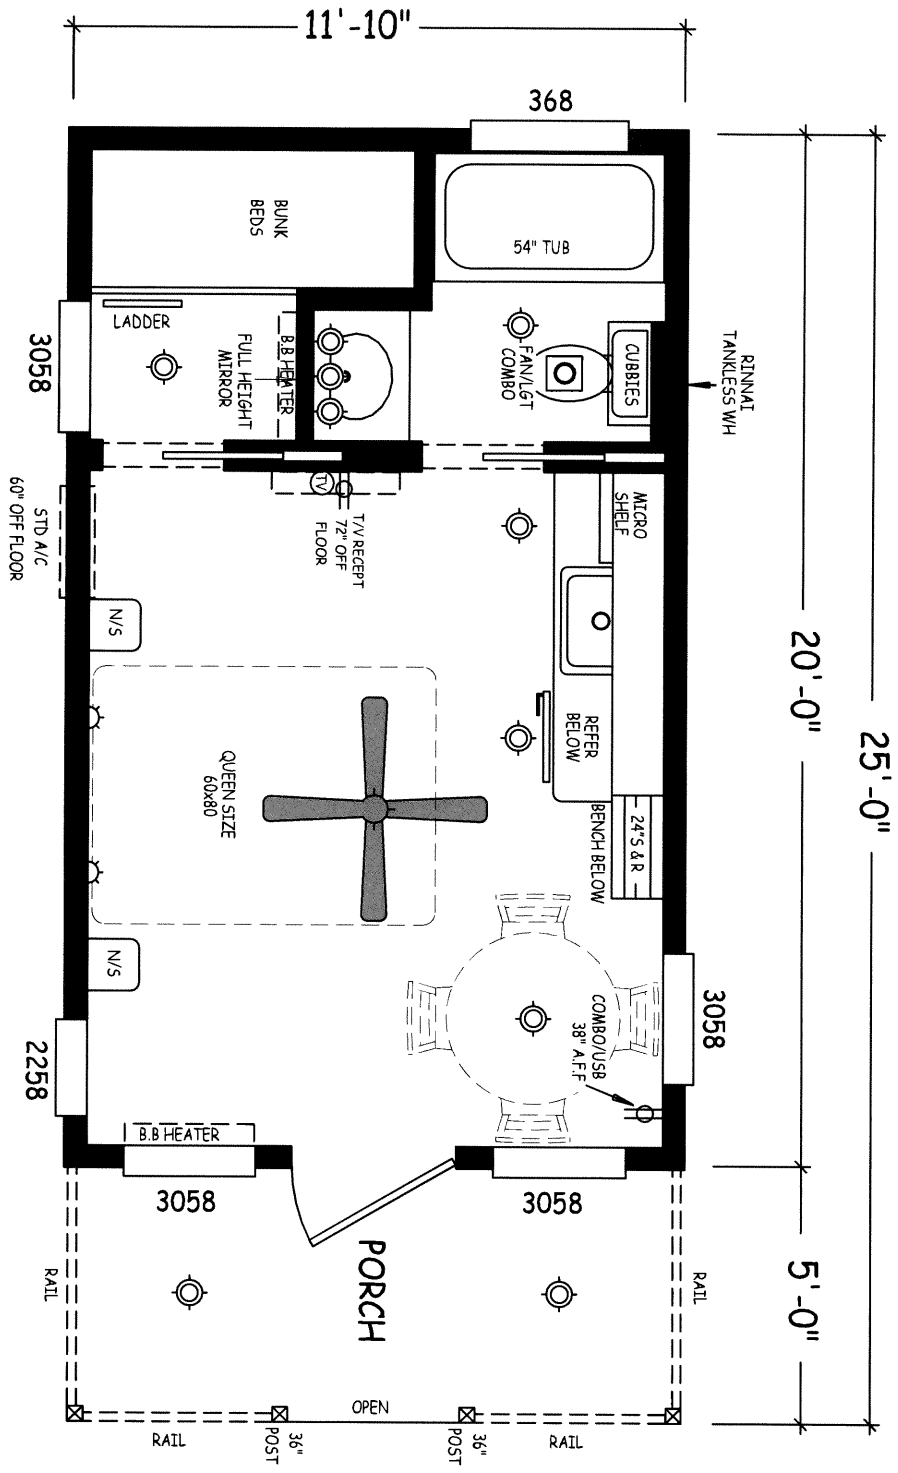 11'-10"
368
BUNK
BEDS
54" TUB
LADDER
3058
FULL HEIGHT
MIRROR
B.B HEATER
FAN/LGT
COMBO
CUBBIES
RINNAI
TANKLESS WH
STD A/C
60" OFF FLOOR
TV
T/V RECEPT
72" OFF
FLOOR
MICRO
SHELF
N/S
20'-0"
25'-0"
REFER
BELOW
QUEEN SIZE
60x80
24"S & R
BENCH BELOW
N/S
COMBO/USB
38" A.F.F
3058
2258
B.B HEATER
3058
3058
PORCH
5'-0"
RAIL
RAIL
OPEN
RAIL
36"
POST
36"
POST
RAIL